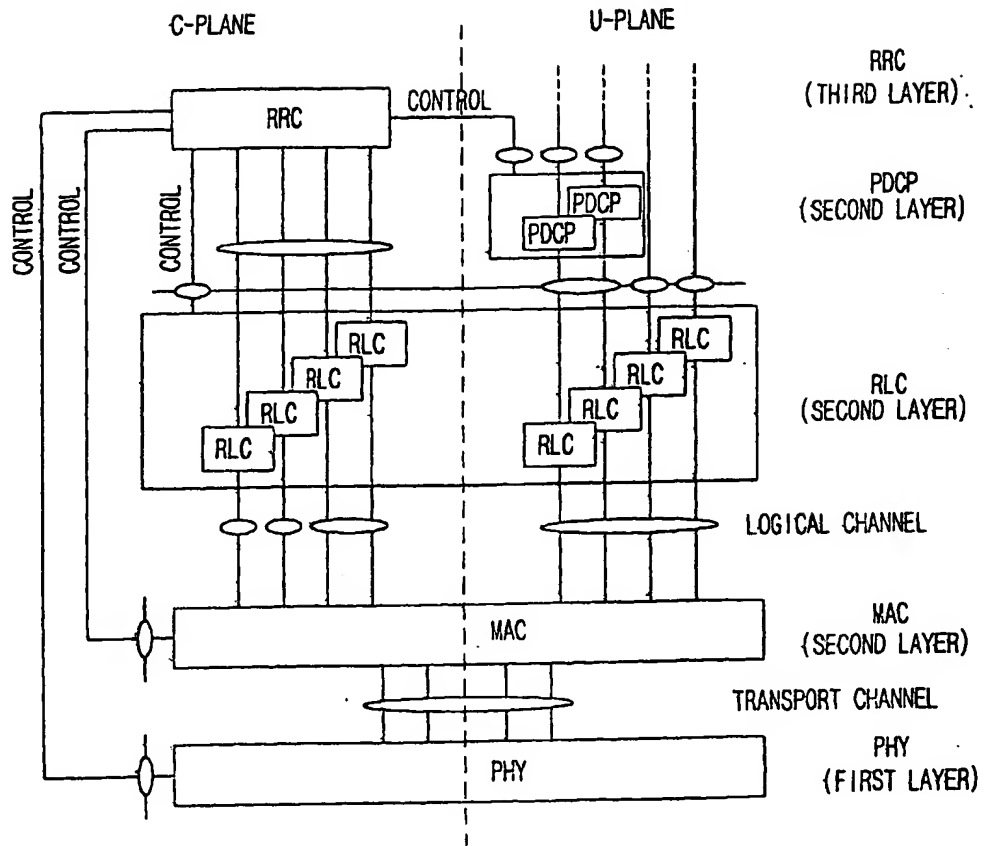 C-PLANE
U-PLANE
RRC
(THIRD LAYER)
RRC
CONTROL
PDCP
(SECOND LAYER)
PDCP
PDCP
CONTROL
CONTROL
CONTROL
RLC
RLC
RLC
RLC
RLC
RLC
RLC
RLC
RLC
(SECOND LAYER)
LOGICAL CHANNEL
MAC
MAC
(SECOND LAYER)
TRANSPORT CHANNEL
PHY
PHY
(FIRST LAYER)